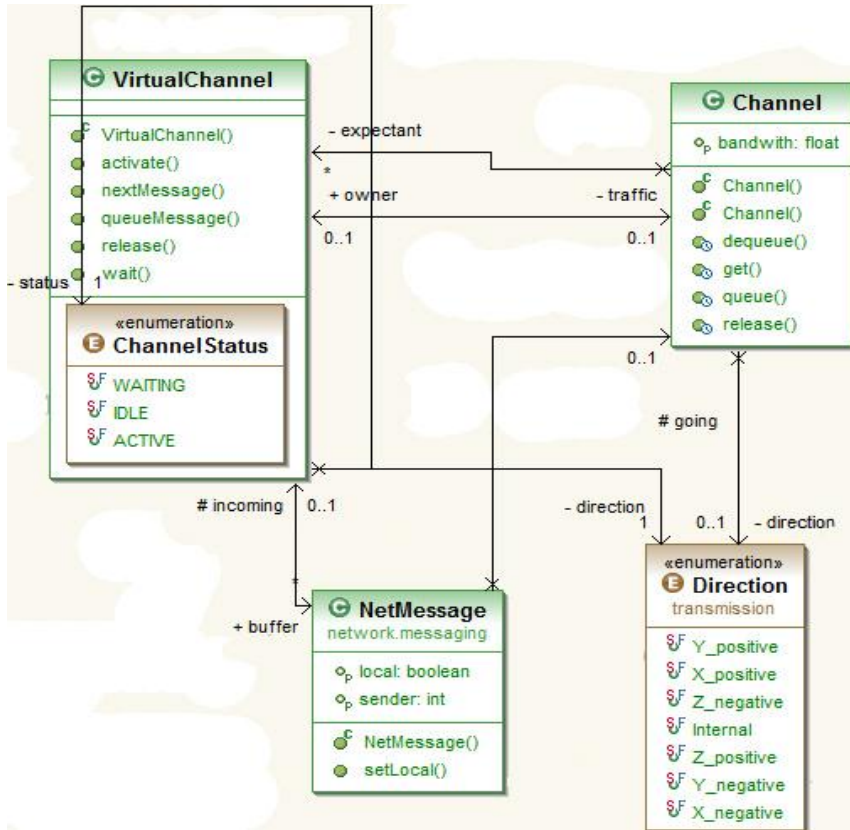 VirtualChannel
VirtualChannel()
activate()
nextMessage()
queueMessage()
release()
wait()
- status
1
«enumeration»
ChannelStatus
WAITING
IDLE
ACTIVE
- expectant
*
+ owner
- traffic
0..1
0..1
Channel
bandwith: float
Channel()
Channel()
dequeue()
get()
queue()
release()
0..1
# going
# incoming
0..1
- direction
1
0..1
- direction
*
+ buffer
NetMessage
network.messaging
local: boolean
sender: int
NetMessage()
setLocal()
«enumeration»
Direction
transmission
Y_positive
X_positive
Z_negative
Internal
Z_positive
Y_negative
X_negative